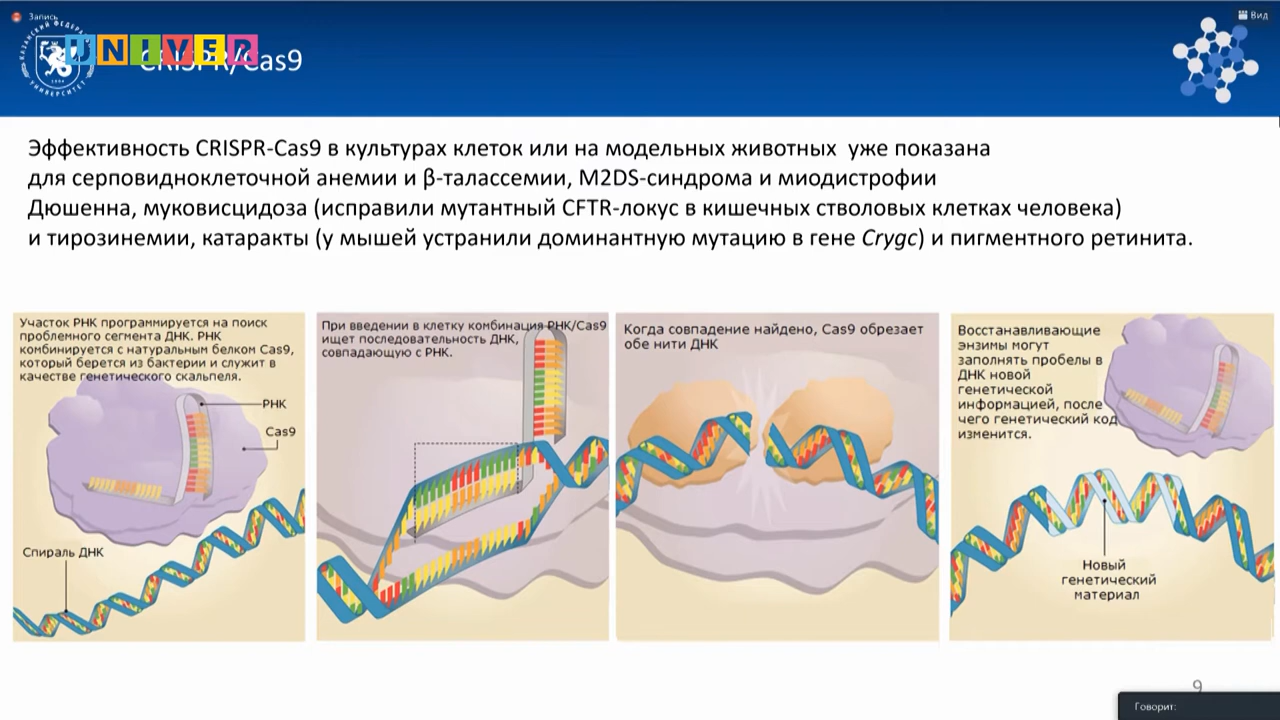 Запись
Вид
КАЗАНСКИЙ ФЕДЕРАЛЬНЫЙ УНИВЕРСИТЕТ
1804
UNIVER
CRISPR/Cas9
Эффективность CRISPR-Cas9 в культурах клеток или на модельных животных уже показана
для серповидноклеточной анемии и β-талассемии, M2DS-синдрома и миодистрофии
Дюшенна, муковисцидоза (исправили мутантный CFTR-локус в кишечных стволовых клетках человека)
и тирозинемии, катаракты (у мышей устранили доминантную мутацию в гене Crygc) и пигментного ретинита.
Участок РНК программируется на поиск
проблемного сегмента ДНК. РНК
комбинируется с натуральным белком Cas9,
который берется из бактерии и служит в
качестве генетического скальпеля.
РНК
Cas9
Спираль ДНК
При введении в клетку комбинация РНК/Cas9
ищет последовательность ДНК,
совпадающую с РНК.
Когда совпадение найдено, Cas9 обрезает
обе нити ДНК
Восстанавливающие
энзимы могут
заполнять пробелы в
ДНК новой
генетической
информацией, после
чего генетический код
изменится.
Новый
генетический
материал
9
Говорит: